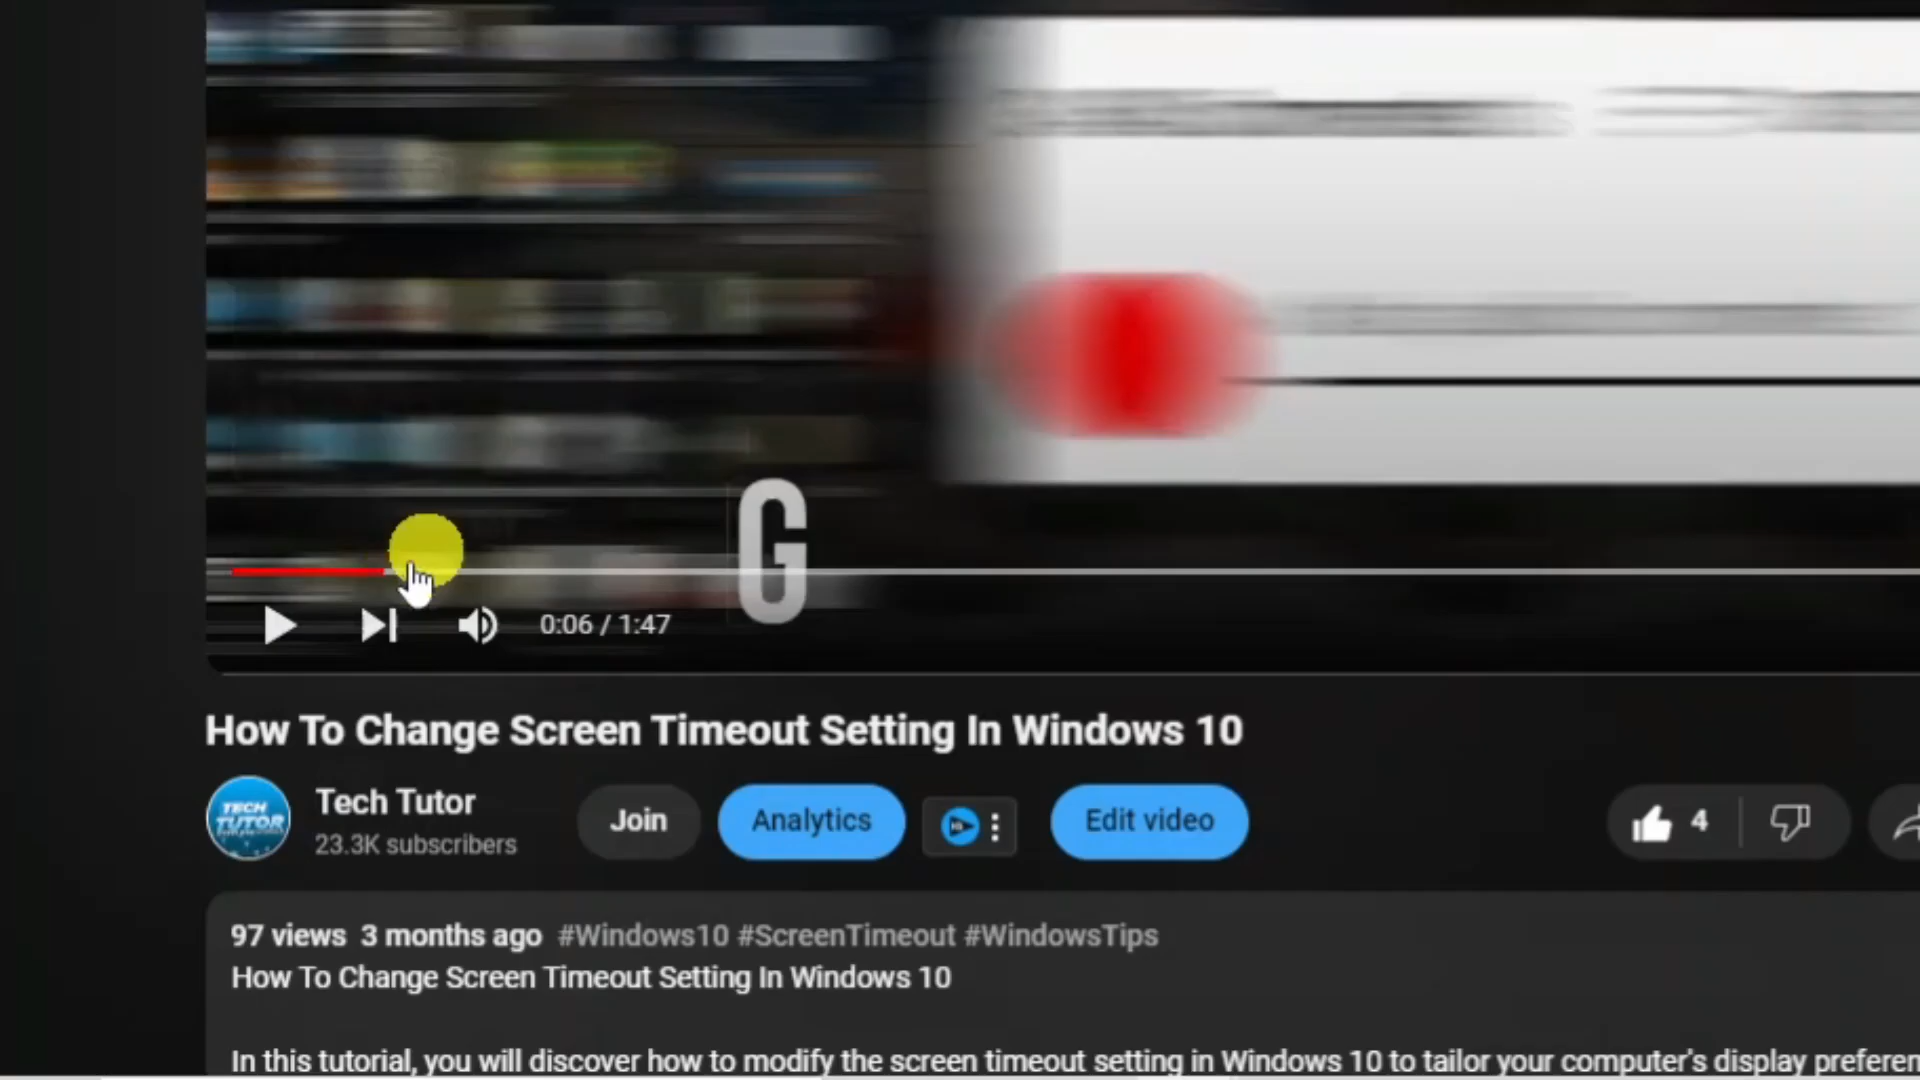 G
0:06 / 1:47
How To Change Screen Timeout Setting In Windows 10
TECH TUTOR
Tech Tutor
23.3K subscribers
Join
Analytics
Edit video
4
97 views 3 months ago #Windows10 #ScreenTimeout #WindowsTips
How To Change Screen Timeout Setting In Windows 10
In this tutorial, you will discover how to modify the screen timeout setting in Windows 10 to tailor your computer's display preferen